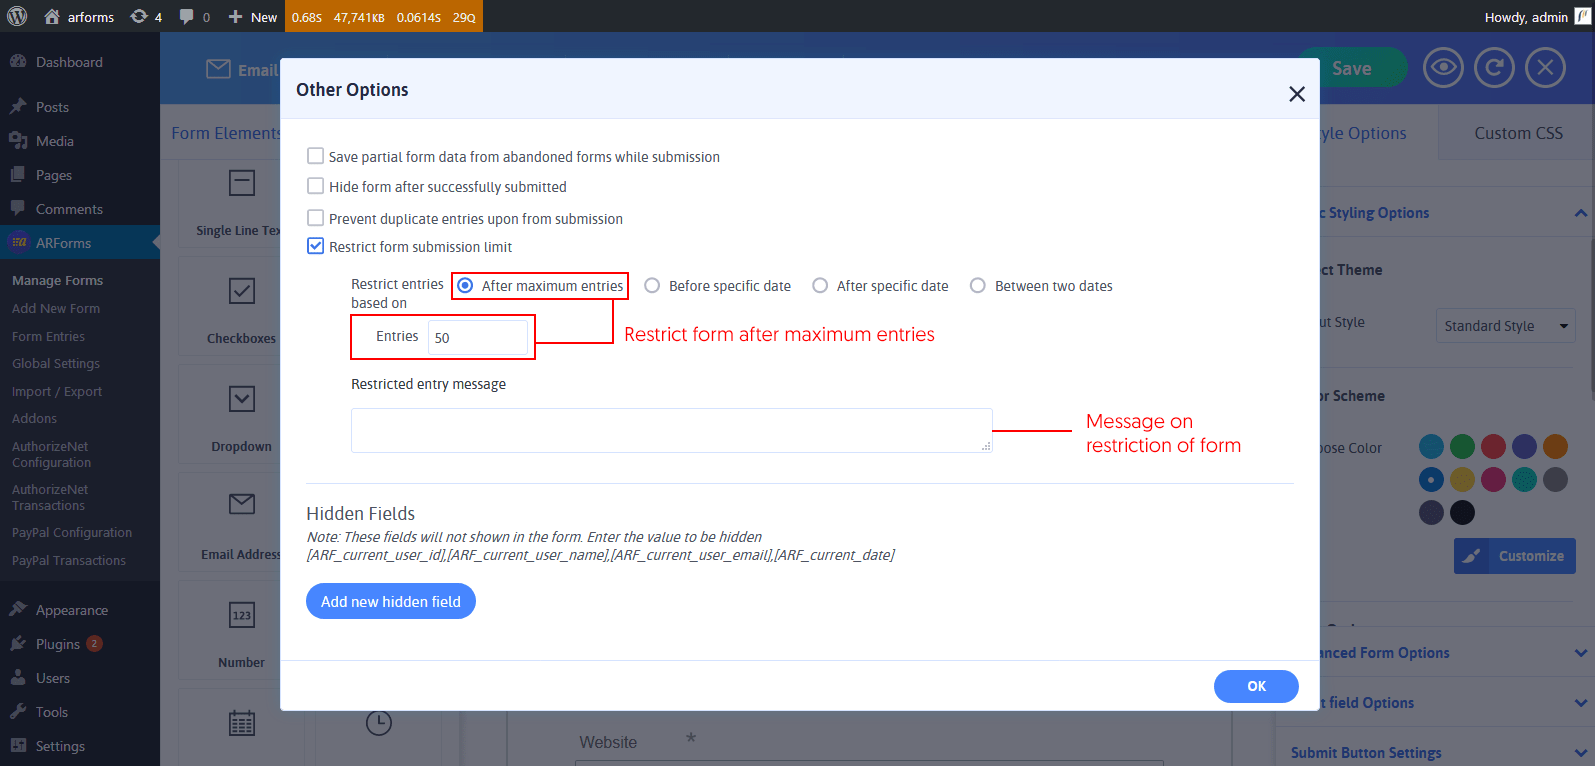 arforms
4
0
New
0.68S 47,741KB 0.0614S 29Q
Howdy, admin
Dashboard
Posts
Media
Pages
Comments
ARForms
Manage Forms
Add New Form
Form Entries
Global Settings
Import / Export
Addons
AuthorizeNet
Configuration
AuthorizeNet
Transactions
PayPal Configuration
PayPal Transactions
Appearance
Plugins 2
Users
Tools
Settings
Email
Save
Form Elements
Single Line Tex
Checkboxes
Dropdown
Email Address
123
Number
Other Options
Save partial form data from abandoned forms while submission
Hide form after successfully submitted
Prevent duplicate entries upon from submission
Restrict form submission limit
Restrict entries
based on
After maximum entries
Before specific date
After specific date
Between two dates
Entries 50
Restrict form after maximum entries
Restricted entry message
Message on
restriction of form
Hidden Fields
Note: These fields will not shown in the form. Enter the value to be hidden
[ARF_current_user_id],[ARF_current_user_name],[ARF_current_user_email],[ARF_current_date]
Add new hidden field
OK
Website *
tyle Options
Custom CSS
c Styling Options
ct Theme
ut Style
Standard Style
or Scheme
ose Color
Customize
anced Form Options
t field Options
Submit Button Settings